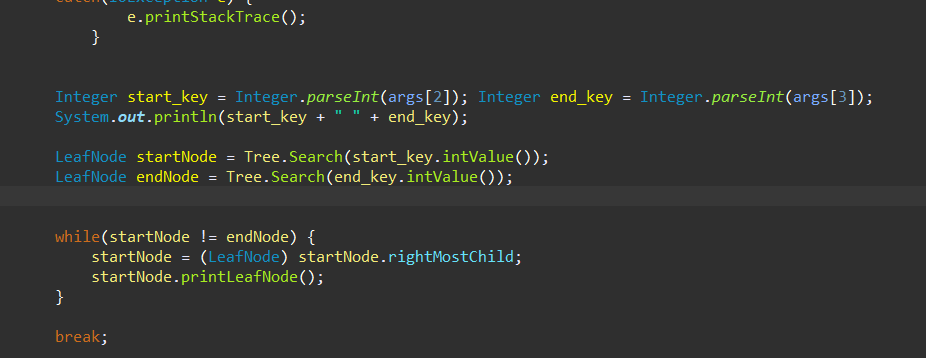 catch(IOException e) {
e.printStackTrace();
}
Integer start_key = Integer.parseInt(args[2]); Integer end_key = Integer.parseInt(args[3]);
System.out.println(start_key + " " + end_key);
LeafNode startNode = Tree.Search(start_key.intValue());
LeafNode endNode = Tree.Search(end_key.intValue());
while(startNode != endNode) {
startNode = (LeafNode) startNode.rightMostChild;
startNode.printLeafNode();
}
break;